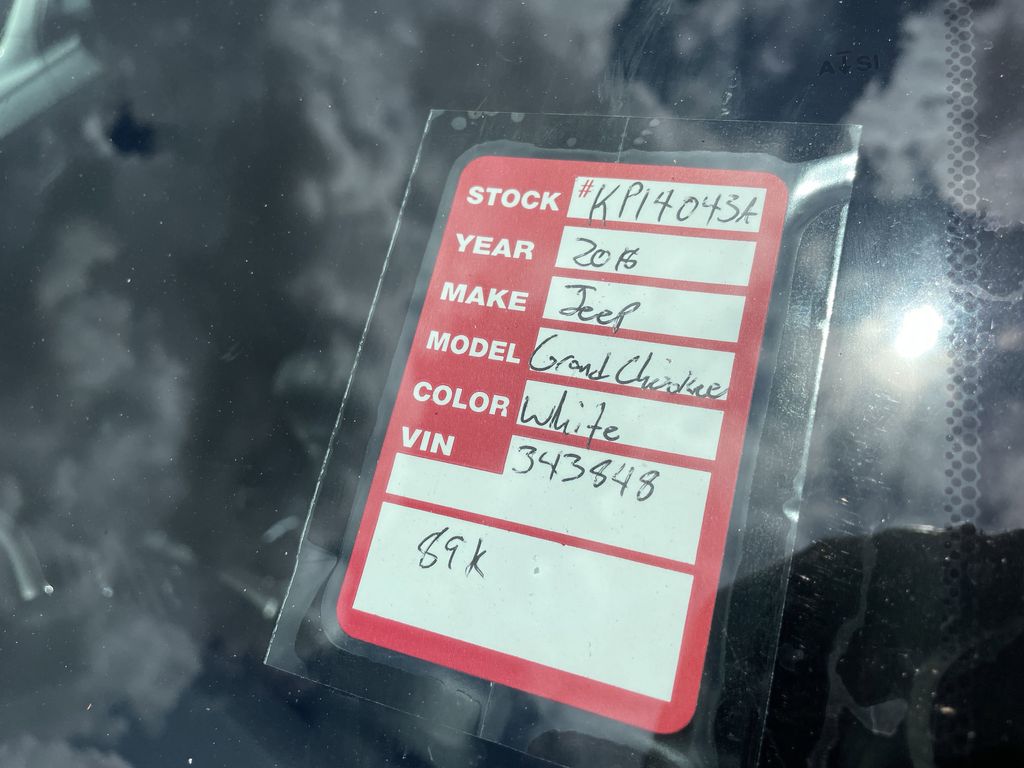 STOCK #KP14043A
YEAR 2016
MAKE Jeep
MODEL Grand Cherokee
COLOR White
VIN 343848
89K